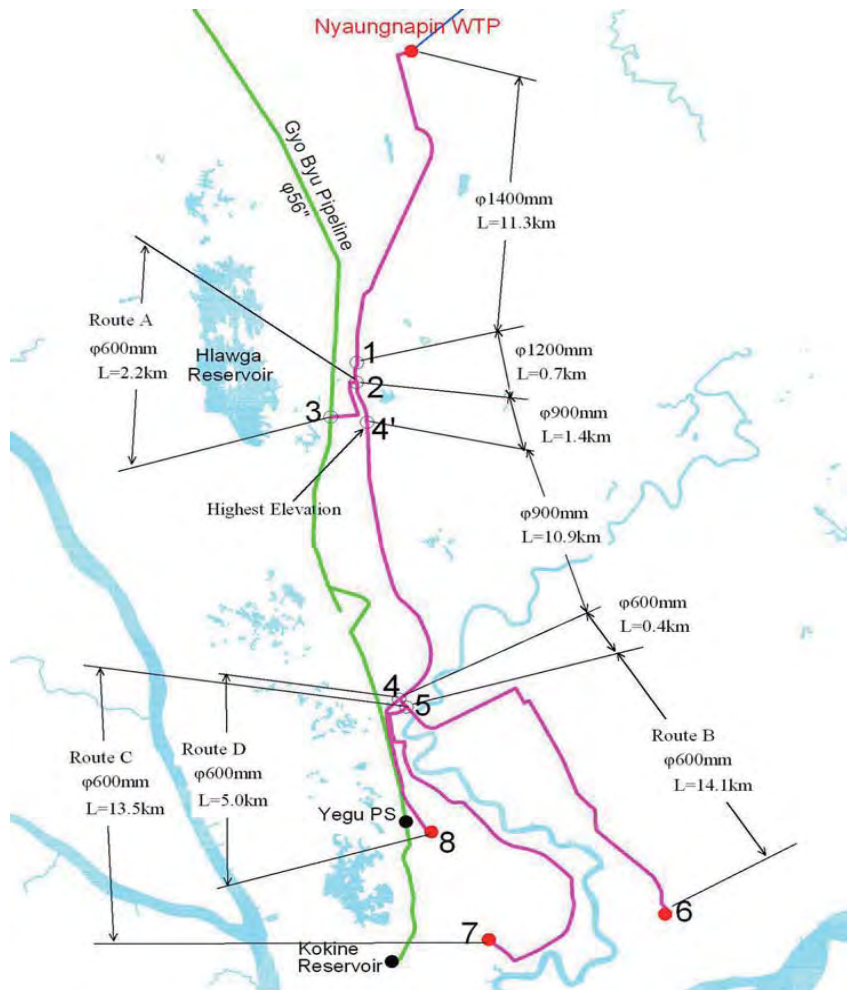 Nyaungnapin WTP
Gyo Byu Pipeline
φ56"
φ1400mm
L=11.3km
Route A
φ600mm
L=2.2km
Hlawga
Reservoir
1
2
3
4'
φ1200mm
L=0.7km
φ900mm
L=1.4km
Highest Elevation
φ900mm
L=10.9km
φ600mm
L=0.4km
4
5
Route C
φ600mm
L=13.5km
Route D
φ600mm
L=5.0km
Route B
φ600mm
L=14.1km
Yegu PS
8
7
6
Kokine
Reservoir